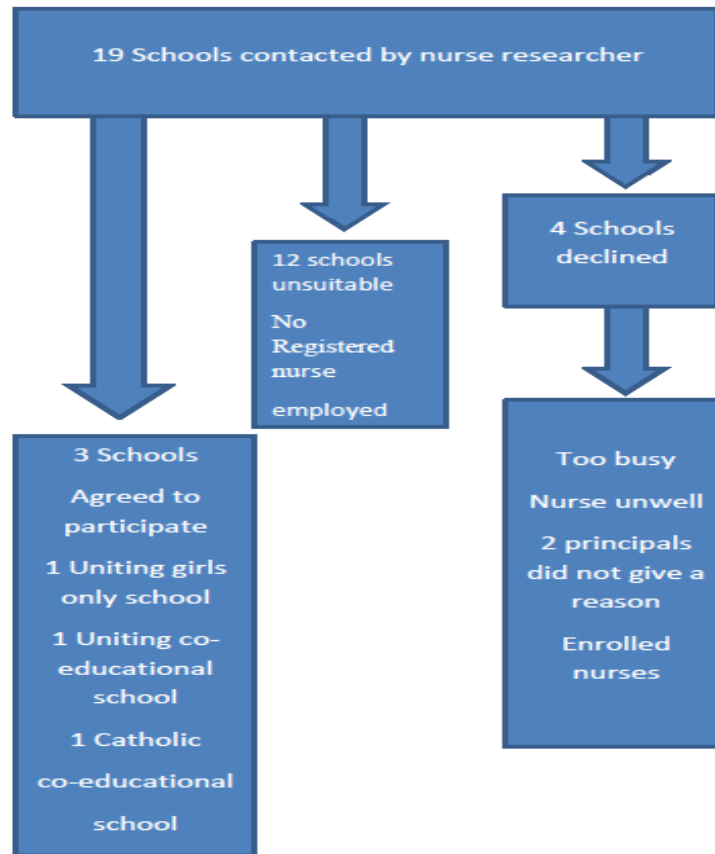 19 Schools contacted by nurse researcher
12 schools
unsuitable
No
Registered
nurse
employed
4 Schools
declined
3 Schools
Agreed to
participate
1 Uniting girls
only school
1 Uniting co-
educational
school
1 Catholic
co-educational
school
Too busy
Nurse unwell
2 principals
did not give a
reason
Enrolled
nurses